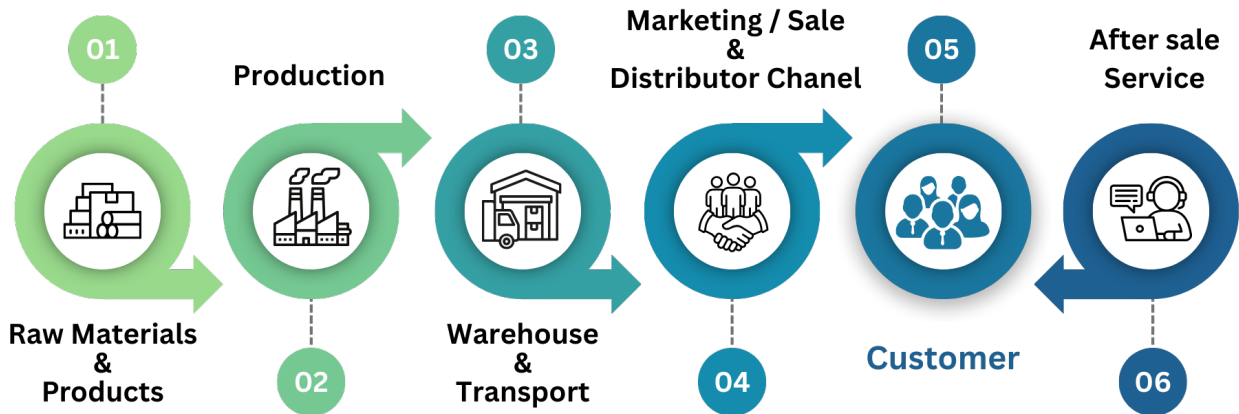 01
Raw Materials
&
Products
Production
02
03
Warehouse
&
Transport
Marketing / Sale
&
Distributor Chanel
04
05
Customer
After sale
Service
06